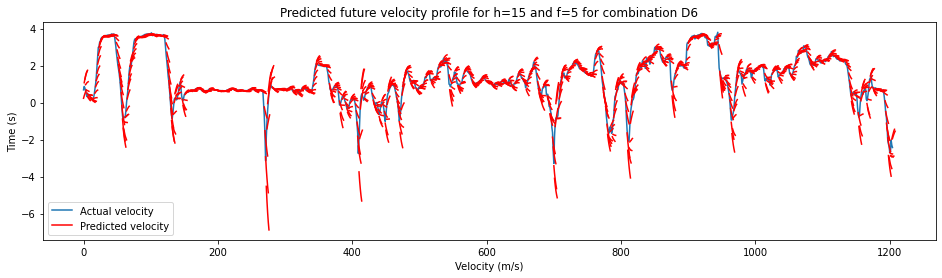 Predicted future velocity profile for h=15 and f=5 for combination D6
4
2
0
−2
−4
−6
Time (s)
Actual velocity
Predicted velocity
0 200 400 600 800 1000 1200
Velocity (m/s)